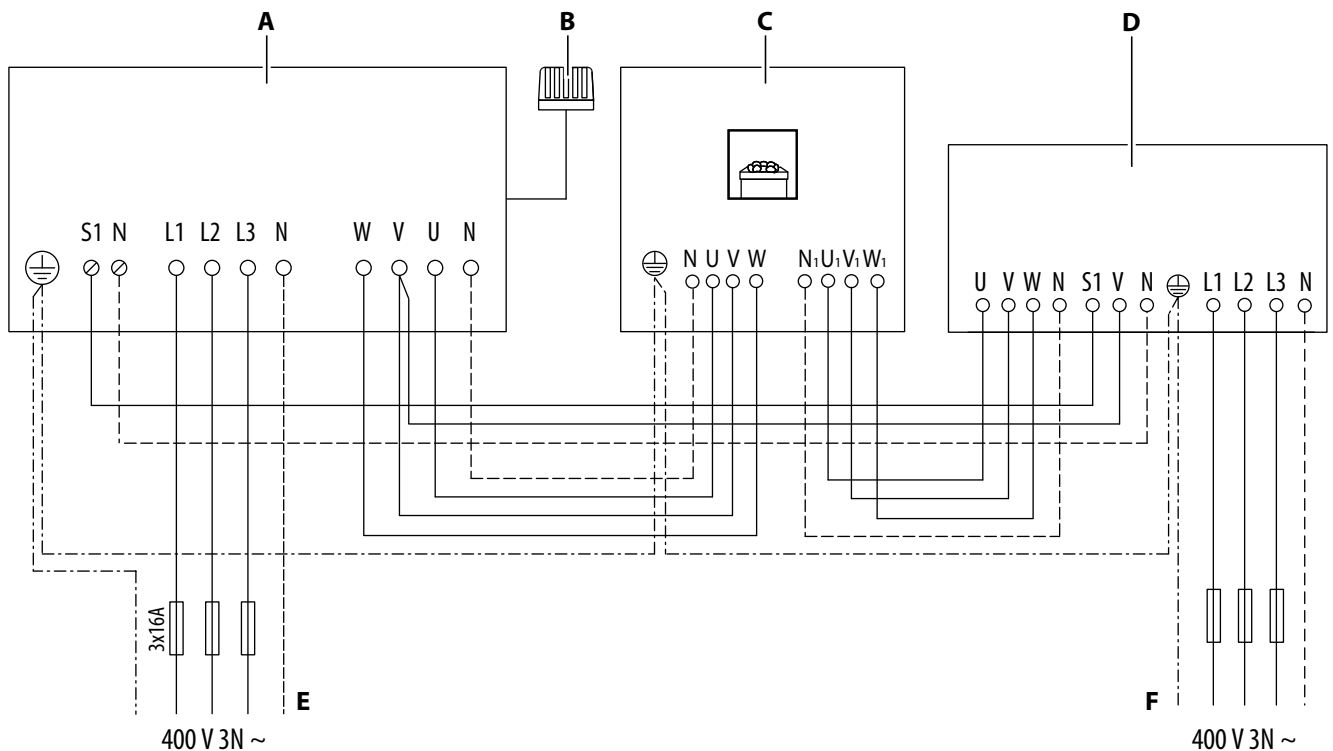 A B C D
S1 N L1 L2 L3 N W V U N
N U V W N1 U1 V1 W1
U V W N S1 V N L1 L2 L3 N
3x16A
E F
400 V 3N ~ 400 V 3N ~